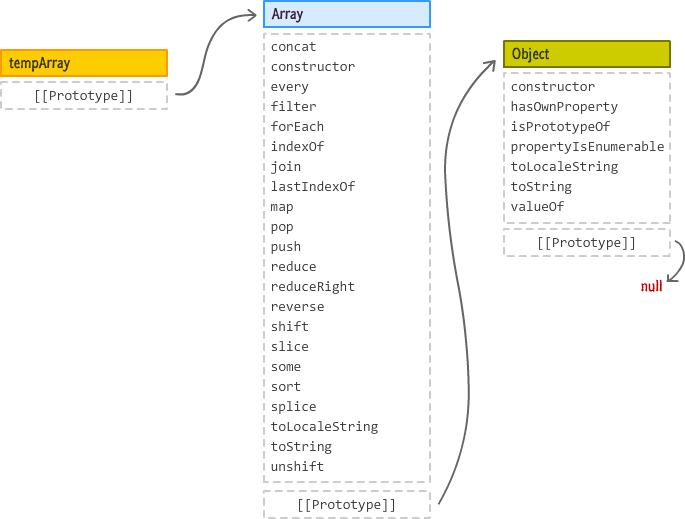 tempArray
[[Prototype]]
Array
concat
constructor
every
filter
forEach
indexOf
join
lastIndexOf
map
pop
push
reduce
reduceRight
reverse
shift
slice
some
sort
splice
toLocaleString
toString
unshift
[[Prototype]]
Object
constructor
hasOwnProperty
isPrototypeOf
propertyIsEnumerable
toLocaleString
toString
valueOf
[[Prototype]]
null